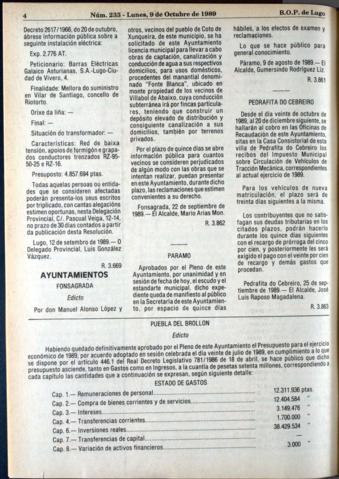 4 Núm. 235 - Lunes, 9 de Octubre de 1989 B.O.P. de Lugo
Decreto 2617/1966, do 20 de outubro,
ábrese información pública sobre a
seguinte instalación eléctrica:
Exp. 2.776 AT.
Peticionario: Barras Eléctricas
Galaico Asturianas. S.A.-Lugo-Ciu-
dad de Vivero, 4.
Finalidade: Mellora do suministro
en Vilar de Santiago, concello de
Riotorto.
Orixe da liña: —
Final: —
Situación do transformador: —
Características: Red de baixa
tensión, apoios de formigón e grapa-
dos conductores trenzados RZ-95-
50-25 e RZ-16.
Presuposto: 4.857.694 ptas.
Todas aquelas persoas ou entida-
des que se consideren afectadas
poderán presenta-los seus escritos
por triplicado, con cantas alegacións
estimen oportunas, nesta Delegación
Provincial, C/. Pascual Veiga, 12-14,
no prazo de 30 días contados a partir
da publicación desta Resolución.
Lugo, 12 de setembro de 1989.— O
Delegado Provincial, Luis González
Vázquez.
R. 3.669
AYUNTAMIENTOS
FONSAGRADA
Edicto
Por don Manuel Alonso López y
otros, vecinos del pueblo de Coto de
Xunqueira, de este municipio, se ha
solicitado de este Ayuntamiento
licencia municipal para llevar a cabo
obras de captación, canalización y
conducción de agua a sus respectivos
domicilios, para usos domésticos,
procedentes del manantial denomi-
nado "Fonte Blanca", ubicado en
monte propiedad de los vecinos de
Villabol de Abaixo, cuya conducción
subterránea irá por fincas particula-
res, teniendo que construir un
depósito elevado de distribución y
consiguiente canalización a sus
domicilios, también por terrenos
privados.
Por el plazo de quince días se abre
información pública para cuantos
vecinos se consideren perjudicados
de algún modo con las obras que se
intentan realizar, puedan presentar
en este Ayuntamiento, durante dicho
plazo, las reclamaciones que estimen
convenientes a su derecho.
Fonsagrada, 22 de septiembre de
1989.— El Alcalde, Mario Arias Mon.
R. 3.862
PARAMO
Aprobados por el Pleno de este
Ayuntamiento, por unanimidad y en
sesión de fecha de hoy, el escudo y el
estandarte municipal, dicho expe-
diente queda de manifiesto al público
en la Secretaría de este Ayuntamien-
to, por espacio de quince días
hábiles, a los efectos de examen y
reclamaciones.
Lo que se hace público para
general conocimiento.
Páramo, 9 de agosto de 1989.— El
Alcalde, Gumersindo Rodríguez Liz.
R. 3.861
PEDRAFITA DO CEBREIRO
Desde el día veinte de octubre de
1989, al 20 de diciembre siguiente, se
hallarán al cobro en las Oficinas de
Recaudación de este Ayuntamiento,
sitas en la Casa Consistorial de esta
villa de Pedrafita do Cebreiro los
recibos del Impuesto Municipal
sobre Circulación de Vehículos de
Tracción Mecánica, correspondientes
al actual ejercicio de 1989.
Para los vehículos de nueva
matriculación, el plazo será de
treinta días siguientes a la misma.
Los contribuyentes que no satis-
fagan sus deudas tributarias en los
citados plazos, podrán hacerlo
durante los quince días siguientes
con el recargo de prórroga del cinco
por cien, y posteriormente les será
exigido el pago con el veinte por cien
de recargo y demás gastos que
procedan.
Pedrafita do Cebreiro, 25 de sep-
tiembre de 1989.— El Alcalde, José
Luis Raposo Magadalena.
R. 3.863
PUEBLA DEL BROLLON
Edicto
Habiendo quedado definitivamente aprobado por el Pleno de este Ayuntamiento el Presupuesto para el ejercicio
económico de 1989, por acuerdo adoptado en sesión celebrada el día veinte de julio de 1989, en cumplimiento a lo que
se dispone por el artículo 446.1 del Real Decreto Legislativo 781/1986 de 18 de abril, se hace público que dicho
presupuesto asciende, tanto en Gastos como en Ingresos, a la cuantía de pesetas setenta millones, correspondiendo a
cada capítulo las cantidades que a continuación se expresan, según el siguiente detalle:
ESTADO DE GASTOS
Cap. 1.— Remuneraciones de personal 12.311.936 ptas.
Cap. 2.— Compra de bienes corrientes y de servicios 12.404.584 "
Cap. 3.— Intereses 3.149.476 "
Cap. 4.— Transferencias corrientes 1.700.000 "
Cap. 6.— Inversiones reales 38.429.534 "
Cap. 7.— Transferencias de capital —
Cap. 8.— Variación de activos financieros 3.000 "